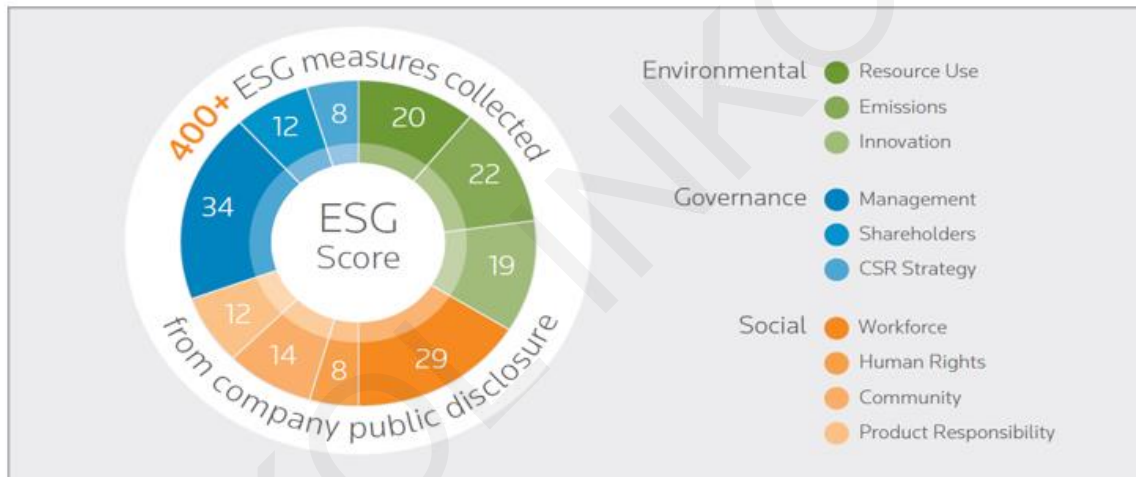 400+ ESG measures collected
from company public disclosure
ESG
Score
20
22
19
29
8
14
12
34
12
8
Environmental
Resource Use
Emissions
Innovation
Governance
Management
Shareholders
CSR Strategy
Social
Workforce
Human Rights
Community
Product Responsibility